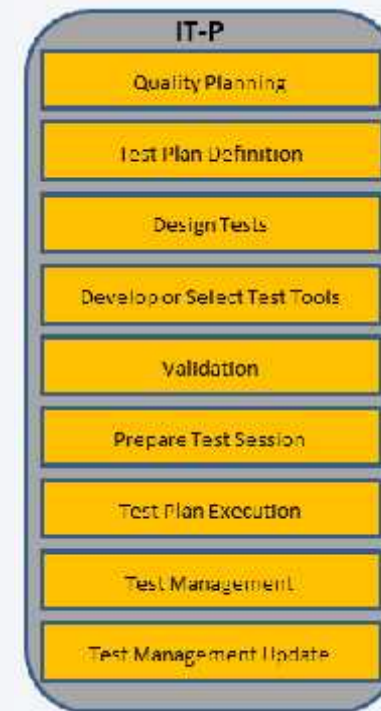 IT-P
Quality Planning
Test Plan Definition
Design Tests
Develop or Select Test Tools
Validation
Prepare Test Session
Test Plan Execution
Test Management
Test Management Update